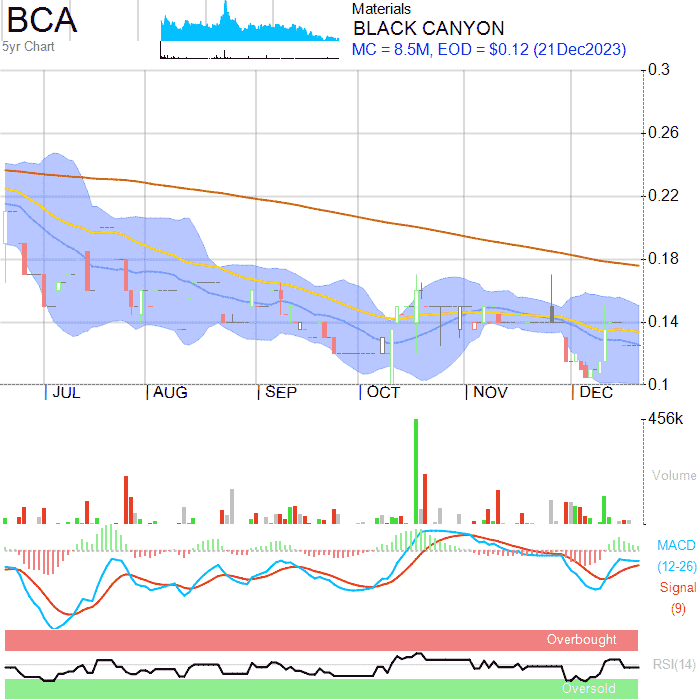 BCA
5yr Chart
Materials
BLACK CANYON
MC = 8.5M, EOD = $0.12 (21Dec2023)
0.3
0.26
0.22
0.18
0.14
0.1
JUL AUG SEP OCT NOV DEC
456k
Volume
MACD
(12-26)
Signal
(9)
Overbought
RSI(14)
Oversold